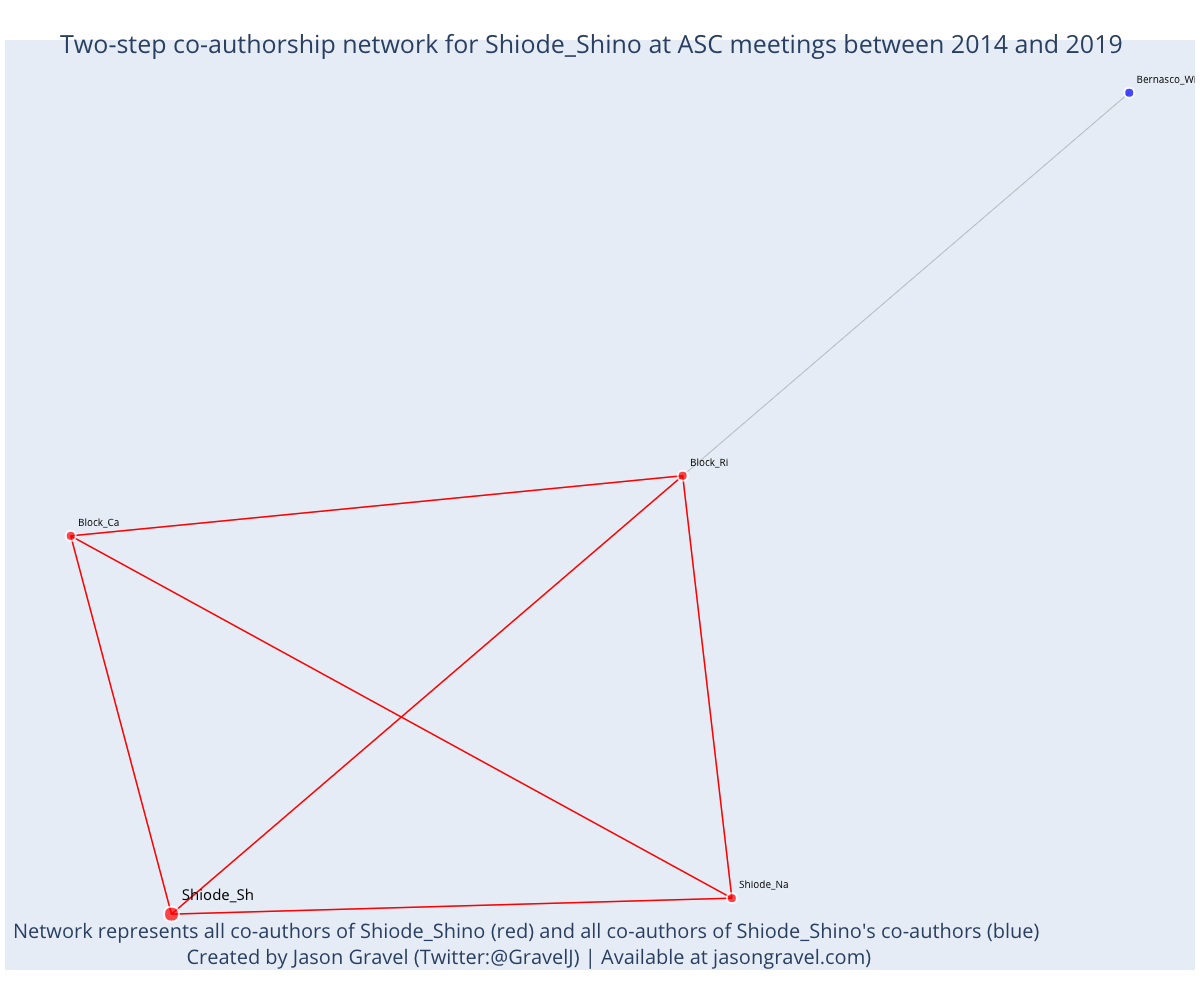 Two-step co-authorship network for Shiode_Shino at ASC meetings between 2014 and 2019
Bernasco_Wi
Block_Ri
Block_Ca
Shiode_Na
Shiode_Sh
Network represents all co-authors of Shiode_Shino (red) and all co-authors of Shiode_Shino's co-authors (blue)
Created by Jason Gravel (Twitter:@GravelJ) | Available at jasongravel.com)